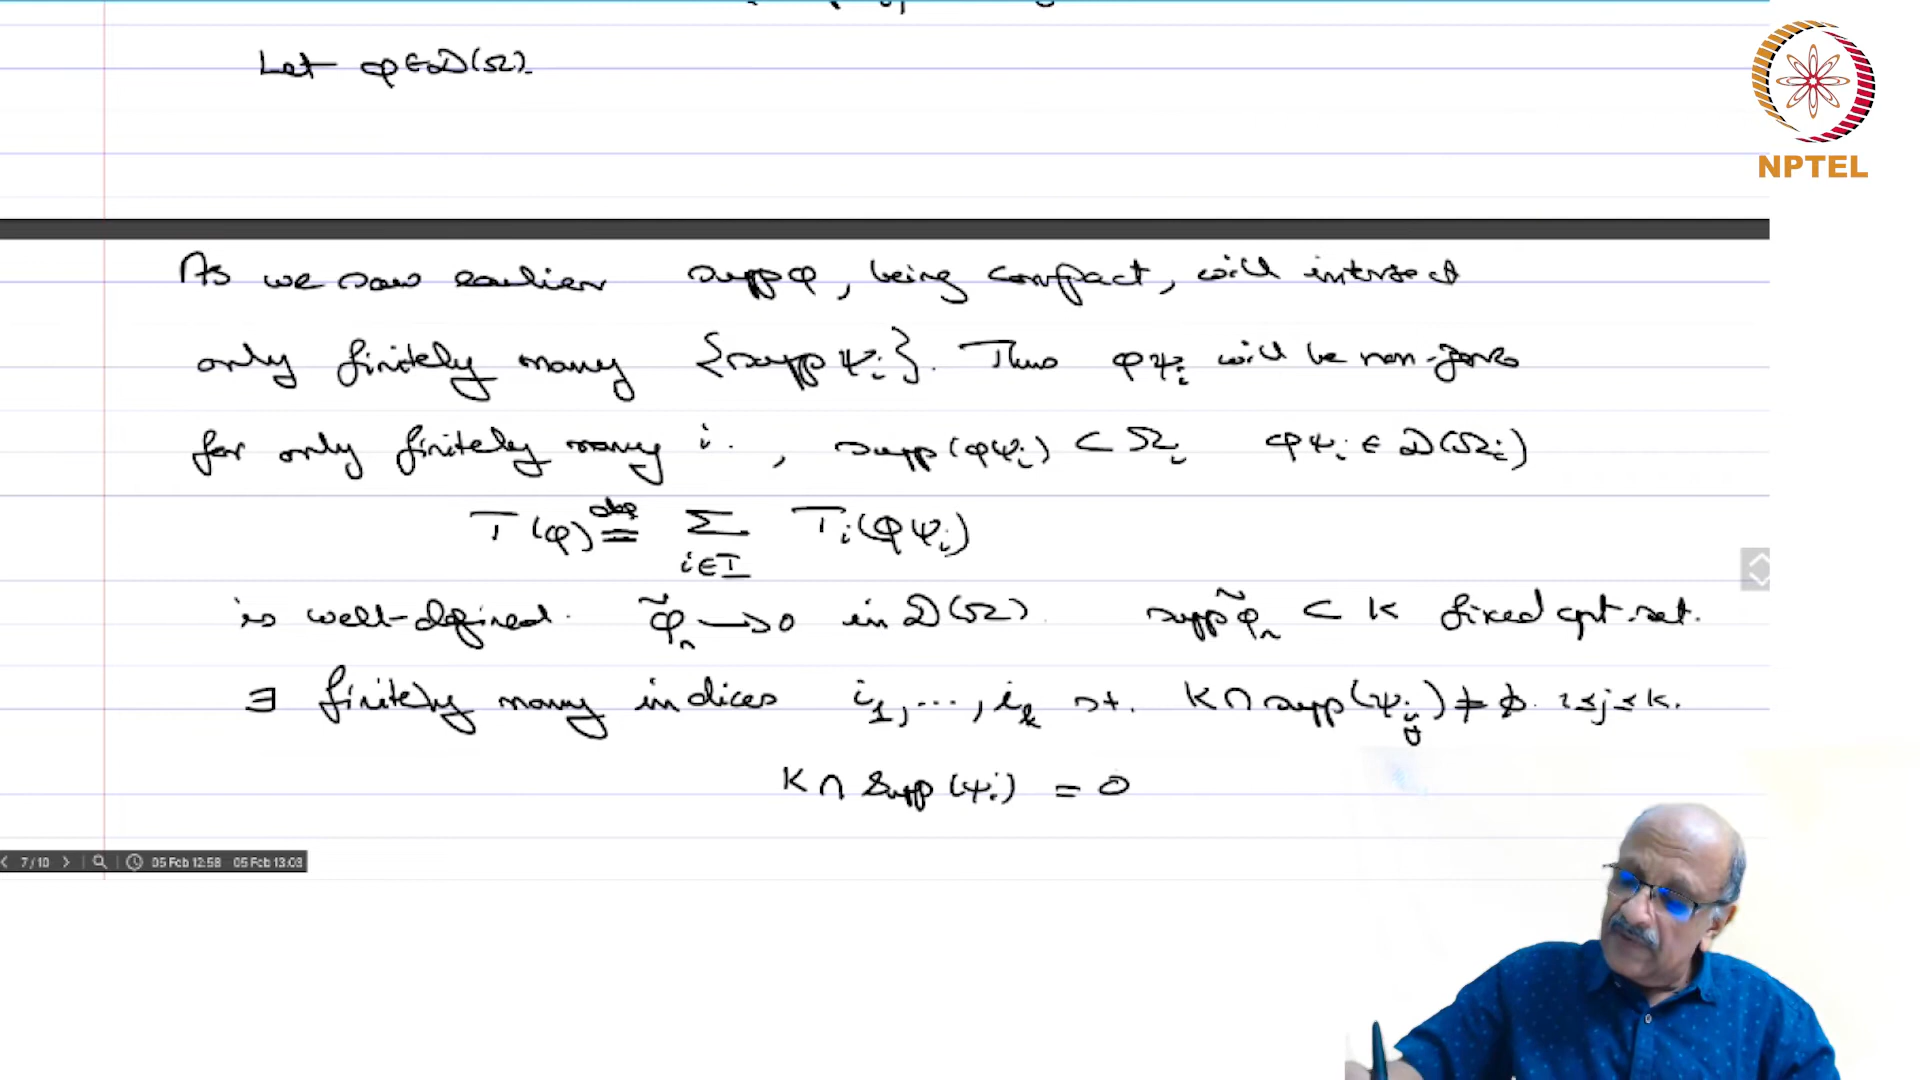 Let φ∈D(Ω).
NPTEL
As we saw earlier supp φ, being compact, will intersect
only finitely many {supp ψᵢ}. Thus φψᵢ will be non-zero
for only finitely many i. , supp(φψᵢ) ⊂ Ωᵢ φψᵢ ∈ D(Ωᵢ)
T(φ) def= Σ Tᵢ(φψᵢ)
i∈I
is well-defined. φ̃ₙ → 0 in D(Ω). supp φ̃ₙ ⊂ K fixed cpt. set.
∃ finitely many indices i₁, ..., iₖ s.t. K ∩ supp(ψ_{i_j}) ≠ ϕ. 1≤j≤k.
K ∩ Supp(ψᵢ) = 0
7/10 05 Feb 12:58 05 Feb 13:03